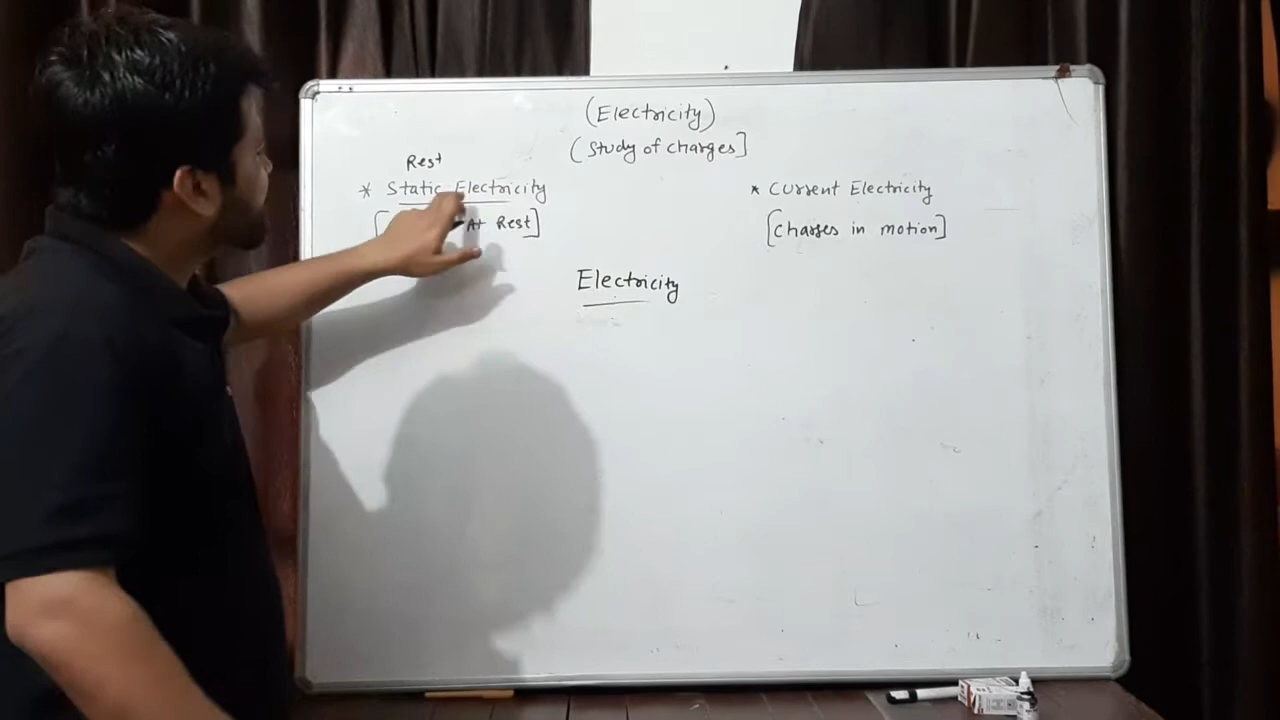 (Electricity)
(Study of charges]
Rest
* Static Electricity
* Current Electricity
[ At Rest]
[Charges in motion]
Electricity